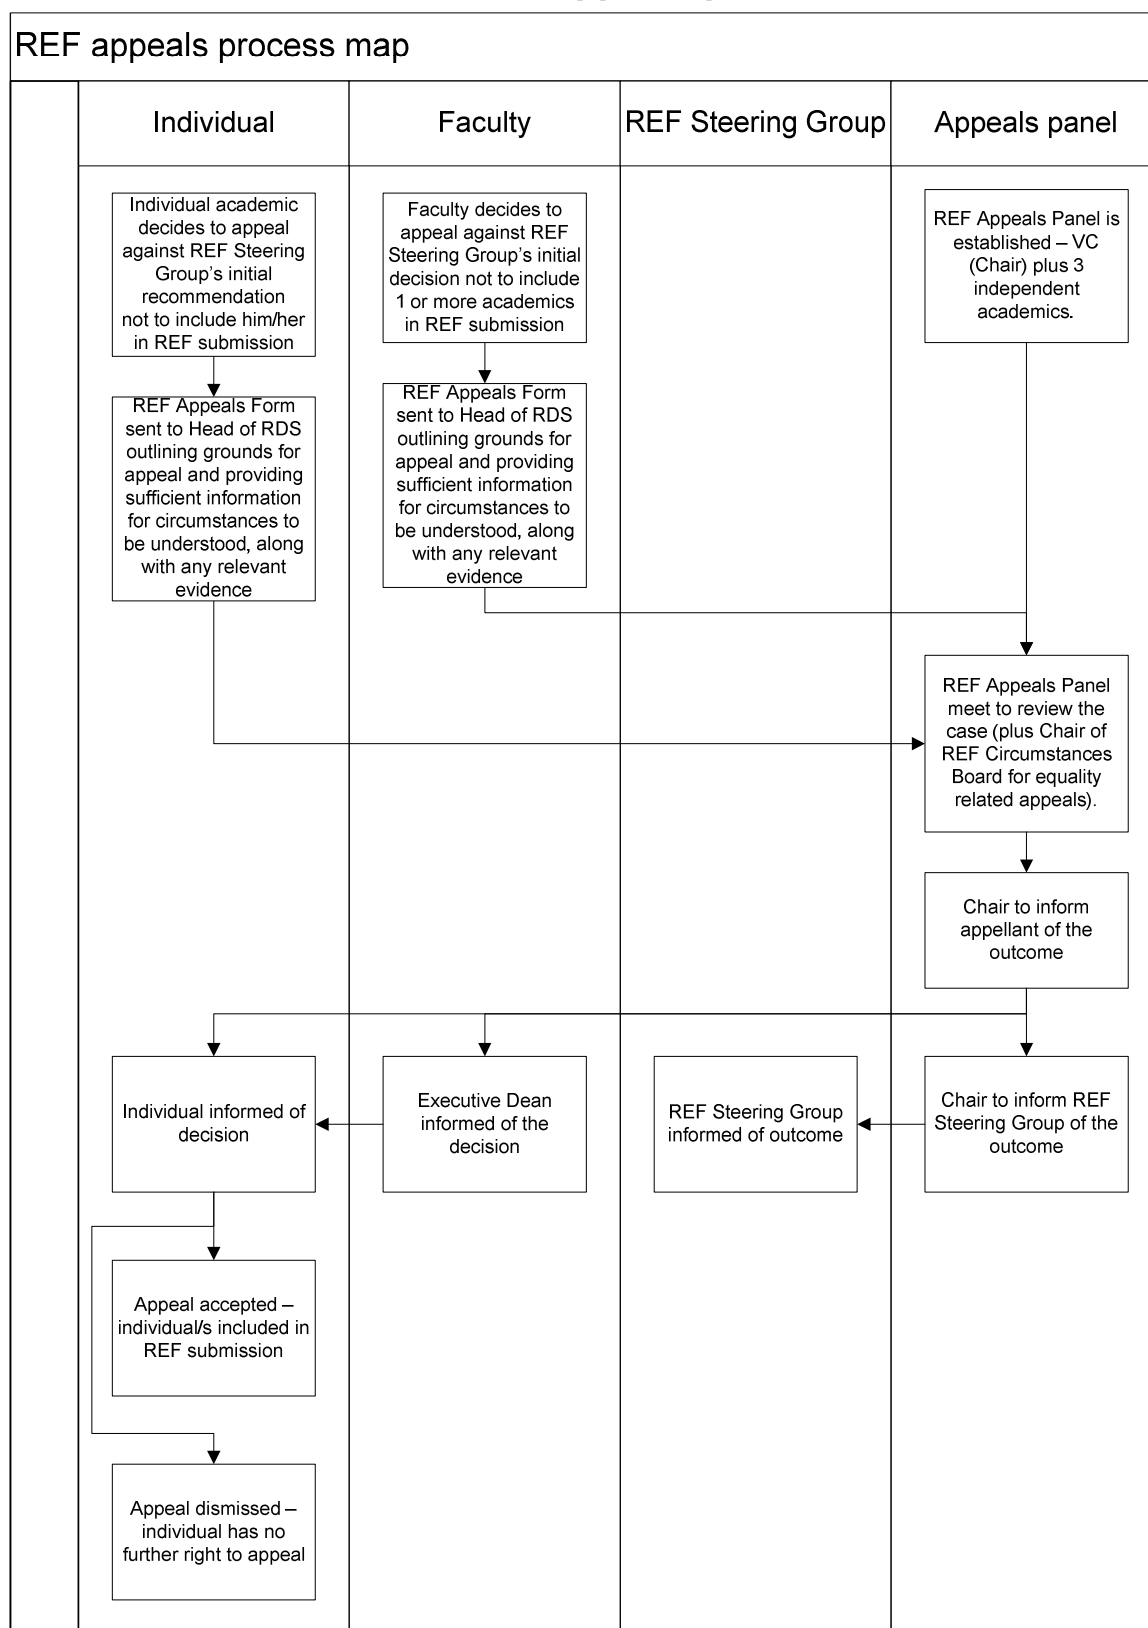 REF appeals process map
Individual
Faculty
REF Steering Group
Appeals panel
Individual academic
decides to appeal
against REF Steering
Group's initial
recommendation
not to include him/her
in REF submission
Faculty decides to
appeal against REF
Steering Group's initial
decision not to include
1 or more academics
in REF submission
REF Appeals Panel is
established – VC
(Chair) plus 3
independent
academics.
REF Appeals Form
sent to Head of RDS
outlining grounds for
appeal and providing
sufficient information
for circumstances to
be understood, along
with any relevant
evidence
REF Appeals Form
sent to Head of RDS
outlining grounds for
appeal and providing
sufficient information
for circumstances to
be understood, along
with any relevant
evidence
REF Appeals Panel
meet to review the
case (plus Chair of
REF Circumstances
Board for equality
related appeals).
Chair to inform
appellant of the
outcome
Individual informed of
decision
Executive Dean
informed of the
decision
REF Steering Group
informed of outcome
Chair to inform REF
Steering Group of the
outcome
Appeal accepted –
individual/s included in
REF submission
Appeal dismissed –
individual has no
further right to appeal